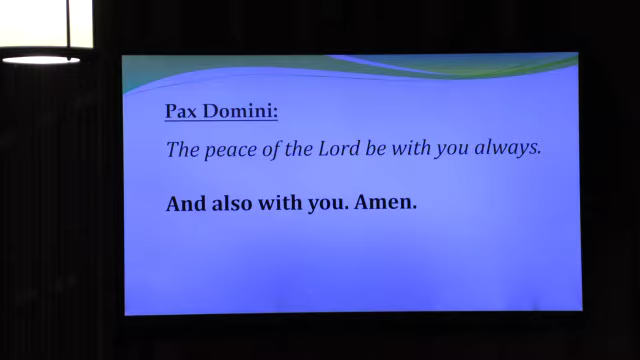 Pax Domini:
The peace of the Lord be with you always.
And also with you. Amen.